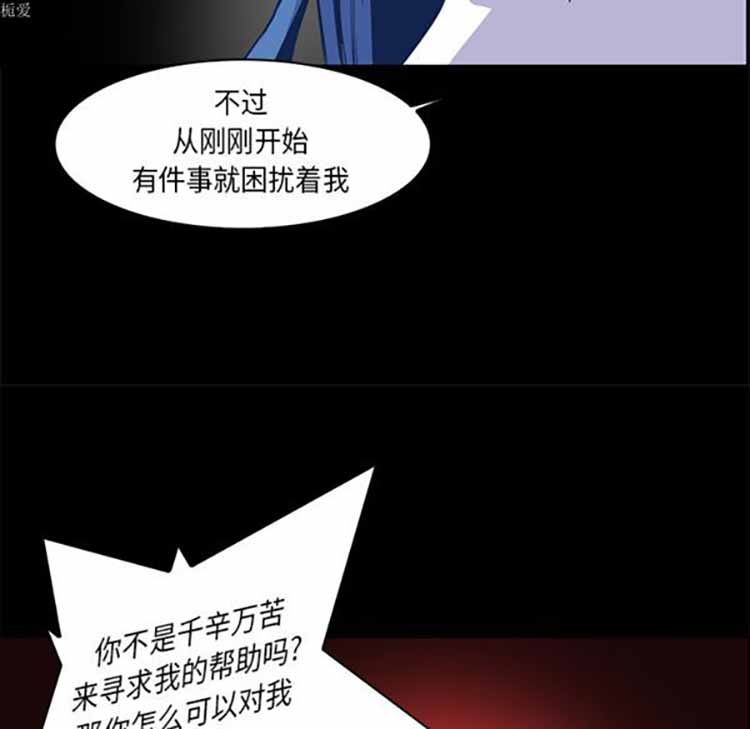 栀爱
不过
从刚刚开始
有件事就困扰着我
你不是千辛万苦
来寻求我的帮助吗?
那你怎么可以对我